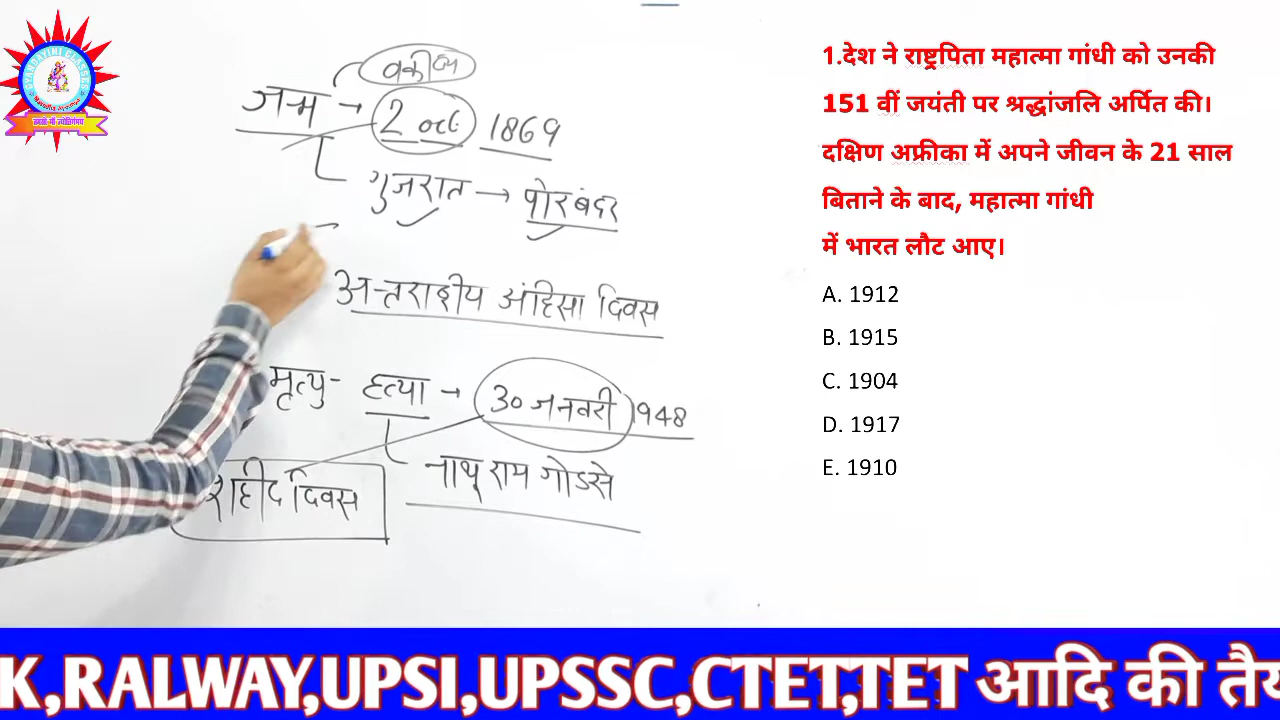 वकील
जन्म → 2 oct 1869
गुजरात → पोरबंदर
अन्तराष्ट्रीय अंहिसा दिवस
मृत्यु- हत्या → 30 जनवरी 1948
नाथू राम गोडसे
शहीद दिवस
1.देश ने राष्ट्रपिता महात्मा गांधी को उनकी
151 वीं जयंती पर श्रद्धांजलि अर्पित की।
दक्षिण अफ्रीका में अपने जीवन के 21 साल
बिताने के बाद, महात्मा गांधी
में भारत लौट आए।
A. 1912
B. 1915
C. 1904
D. 1917
E. 1910
K,RALWAY,UPSI,UPSSC,CTET,TET आदि की तै